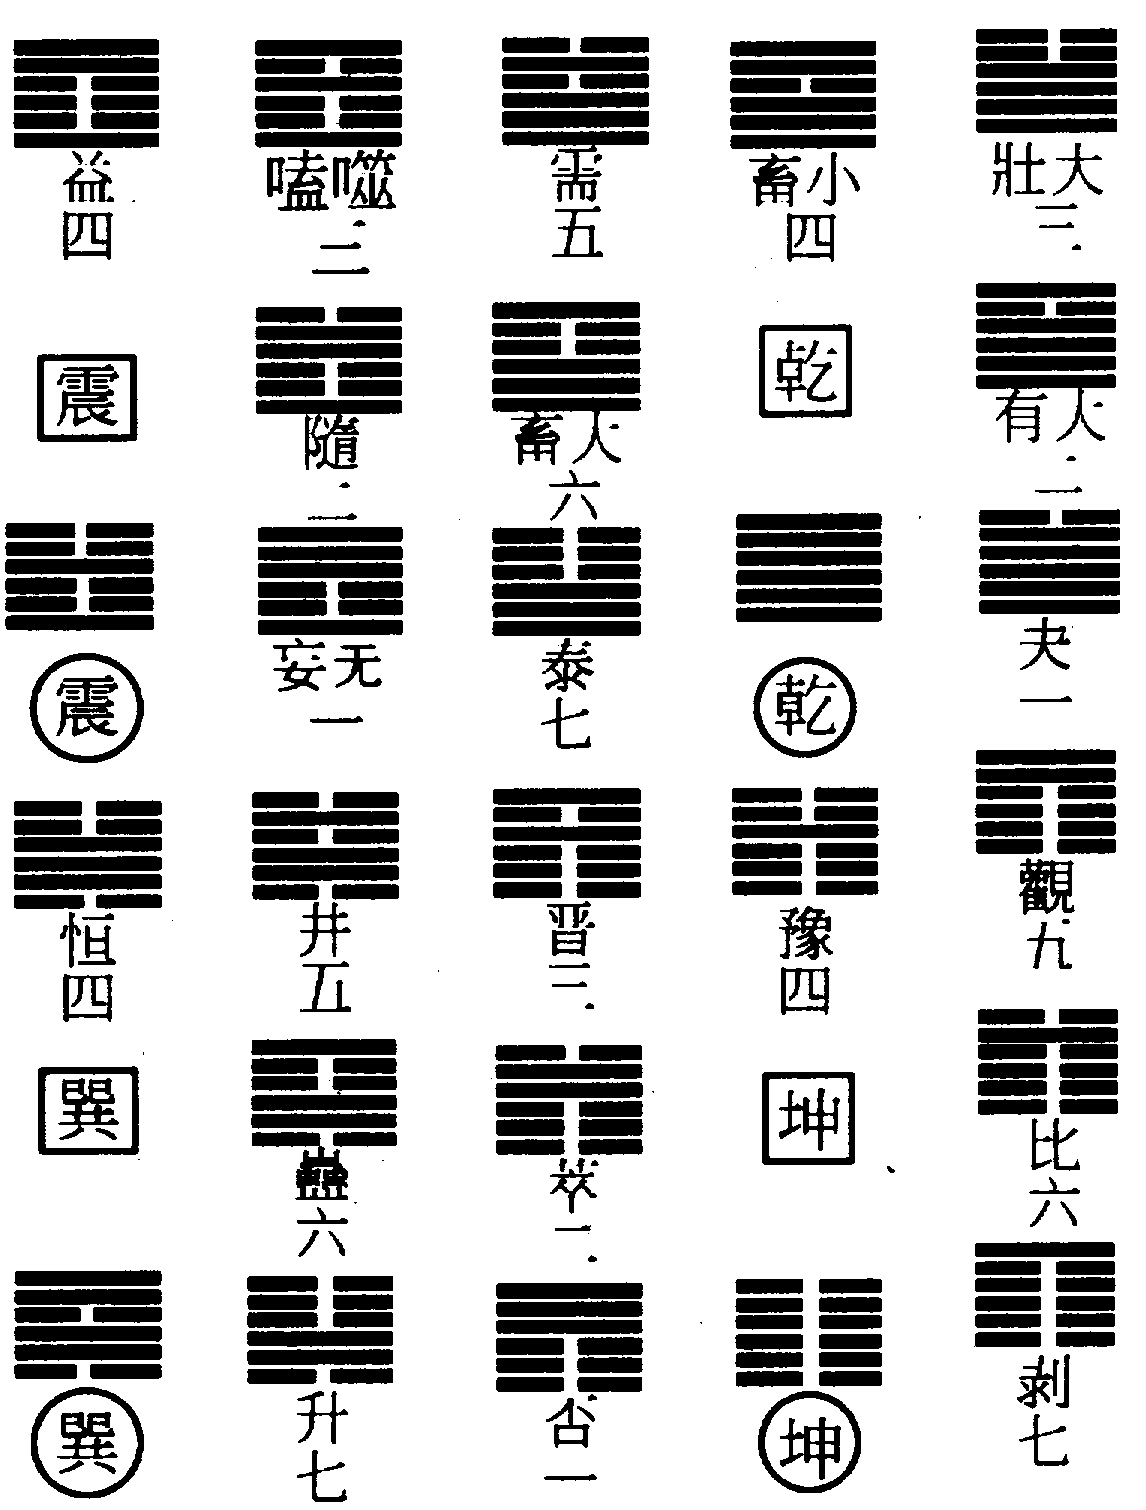 大壯
三
大有
二
夬
一
觀
九
比
六
剥
七
小畜
四
乾
乾
豫
四
坤
坤
需
五
大畜
六
泰
七
晋
三
萃
二
否
一
噬嗑
三
隨
二
无妄
一
井
五
蠱
六
升
七
益
四
震
震
恒
四
巽
巽